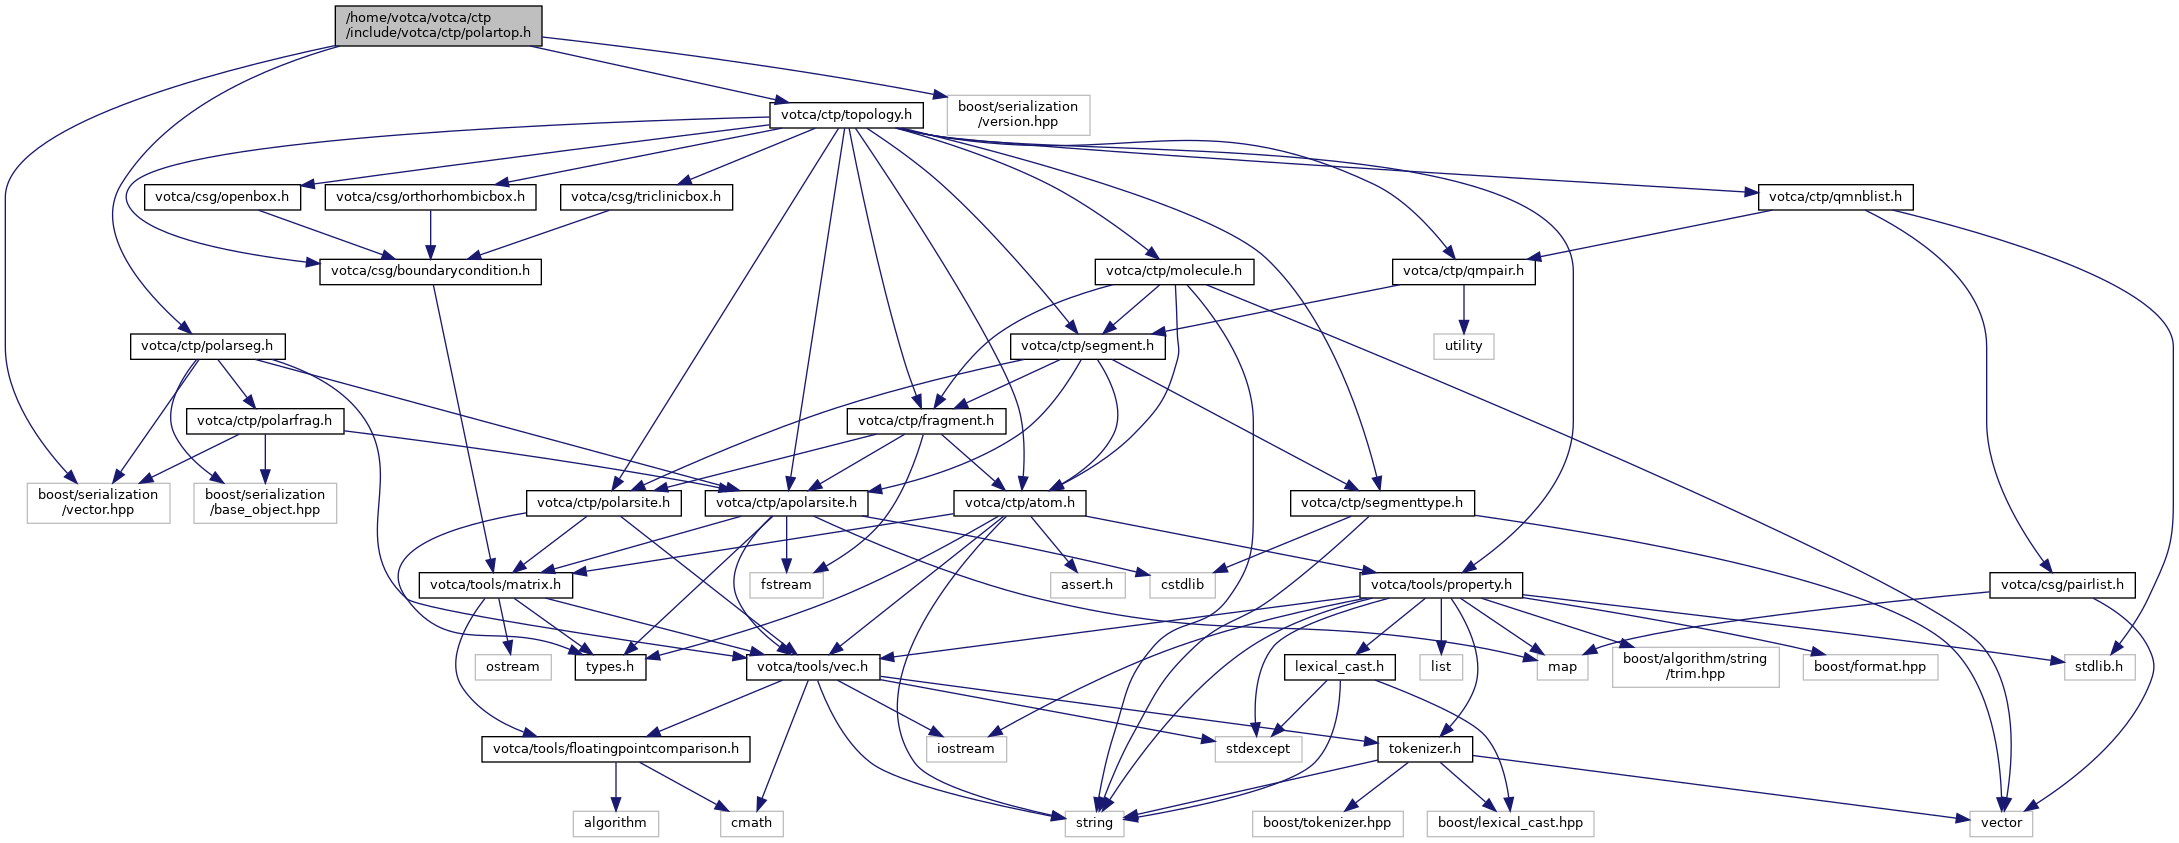 /home/votca/votca/ctp
/include/votca/ctp/polartop.h
votca/ctp/topology.h
boost/serialization
/version.hpp
votca/csg/openbox.h
votca/csg/orthorhombicbox.h
votca/csg/triclinicbox.h
votca/ctp/qmnblist.h
votca/csg/boundarycondition.h
votca/ctp/molecule.h
votca/ctp/qmpair.h
votca/ctp/polarseg.h
votca/ctp/segment.h
utility
votca/ctp/polarfrag.h
votca/ctp/fragment.h
boost/serialization
/vector.hpp
boost/serialization
/base_object.hpp
votca/ctp/polarsite.h
votca/ctp/apolarsite.h
votca/ctp/atom.h
votca/ctp/segmenttype.h
votca/tools/matrix.h
fstream
assert.h
cstdlib
votca/tools/property.h
votca/csg/pairlist.h
ostream
types.h
votca/tools/vec.h
lexical_cast.h
list
map
boost/algorithm/string
/trim.hpp
boost/format.hpp
stdlib.h
votca/tools/floatingpointcomparison.h
iostream
stdexcept
tokenizer.h
algorithm
cmath
string
boost/tokenizer.hpp
boost/lexical_cast.hpp
vector